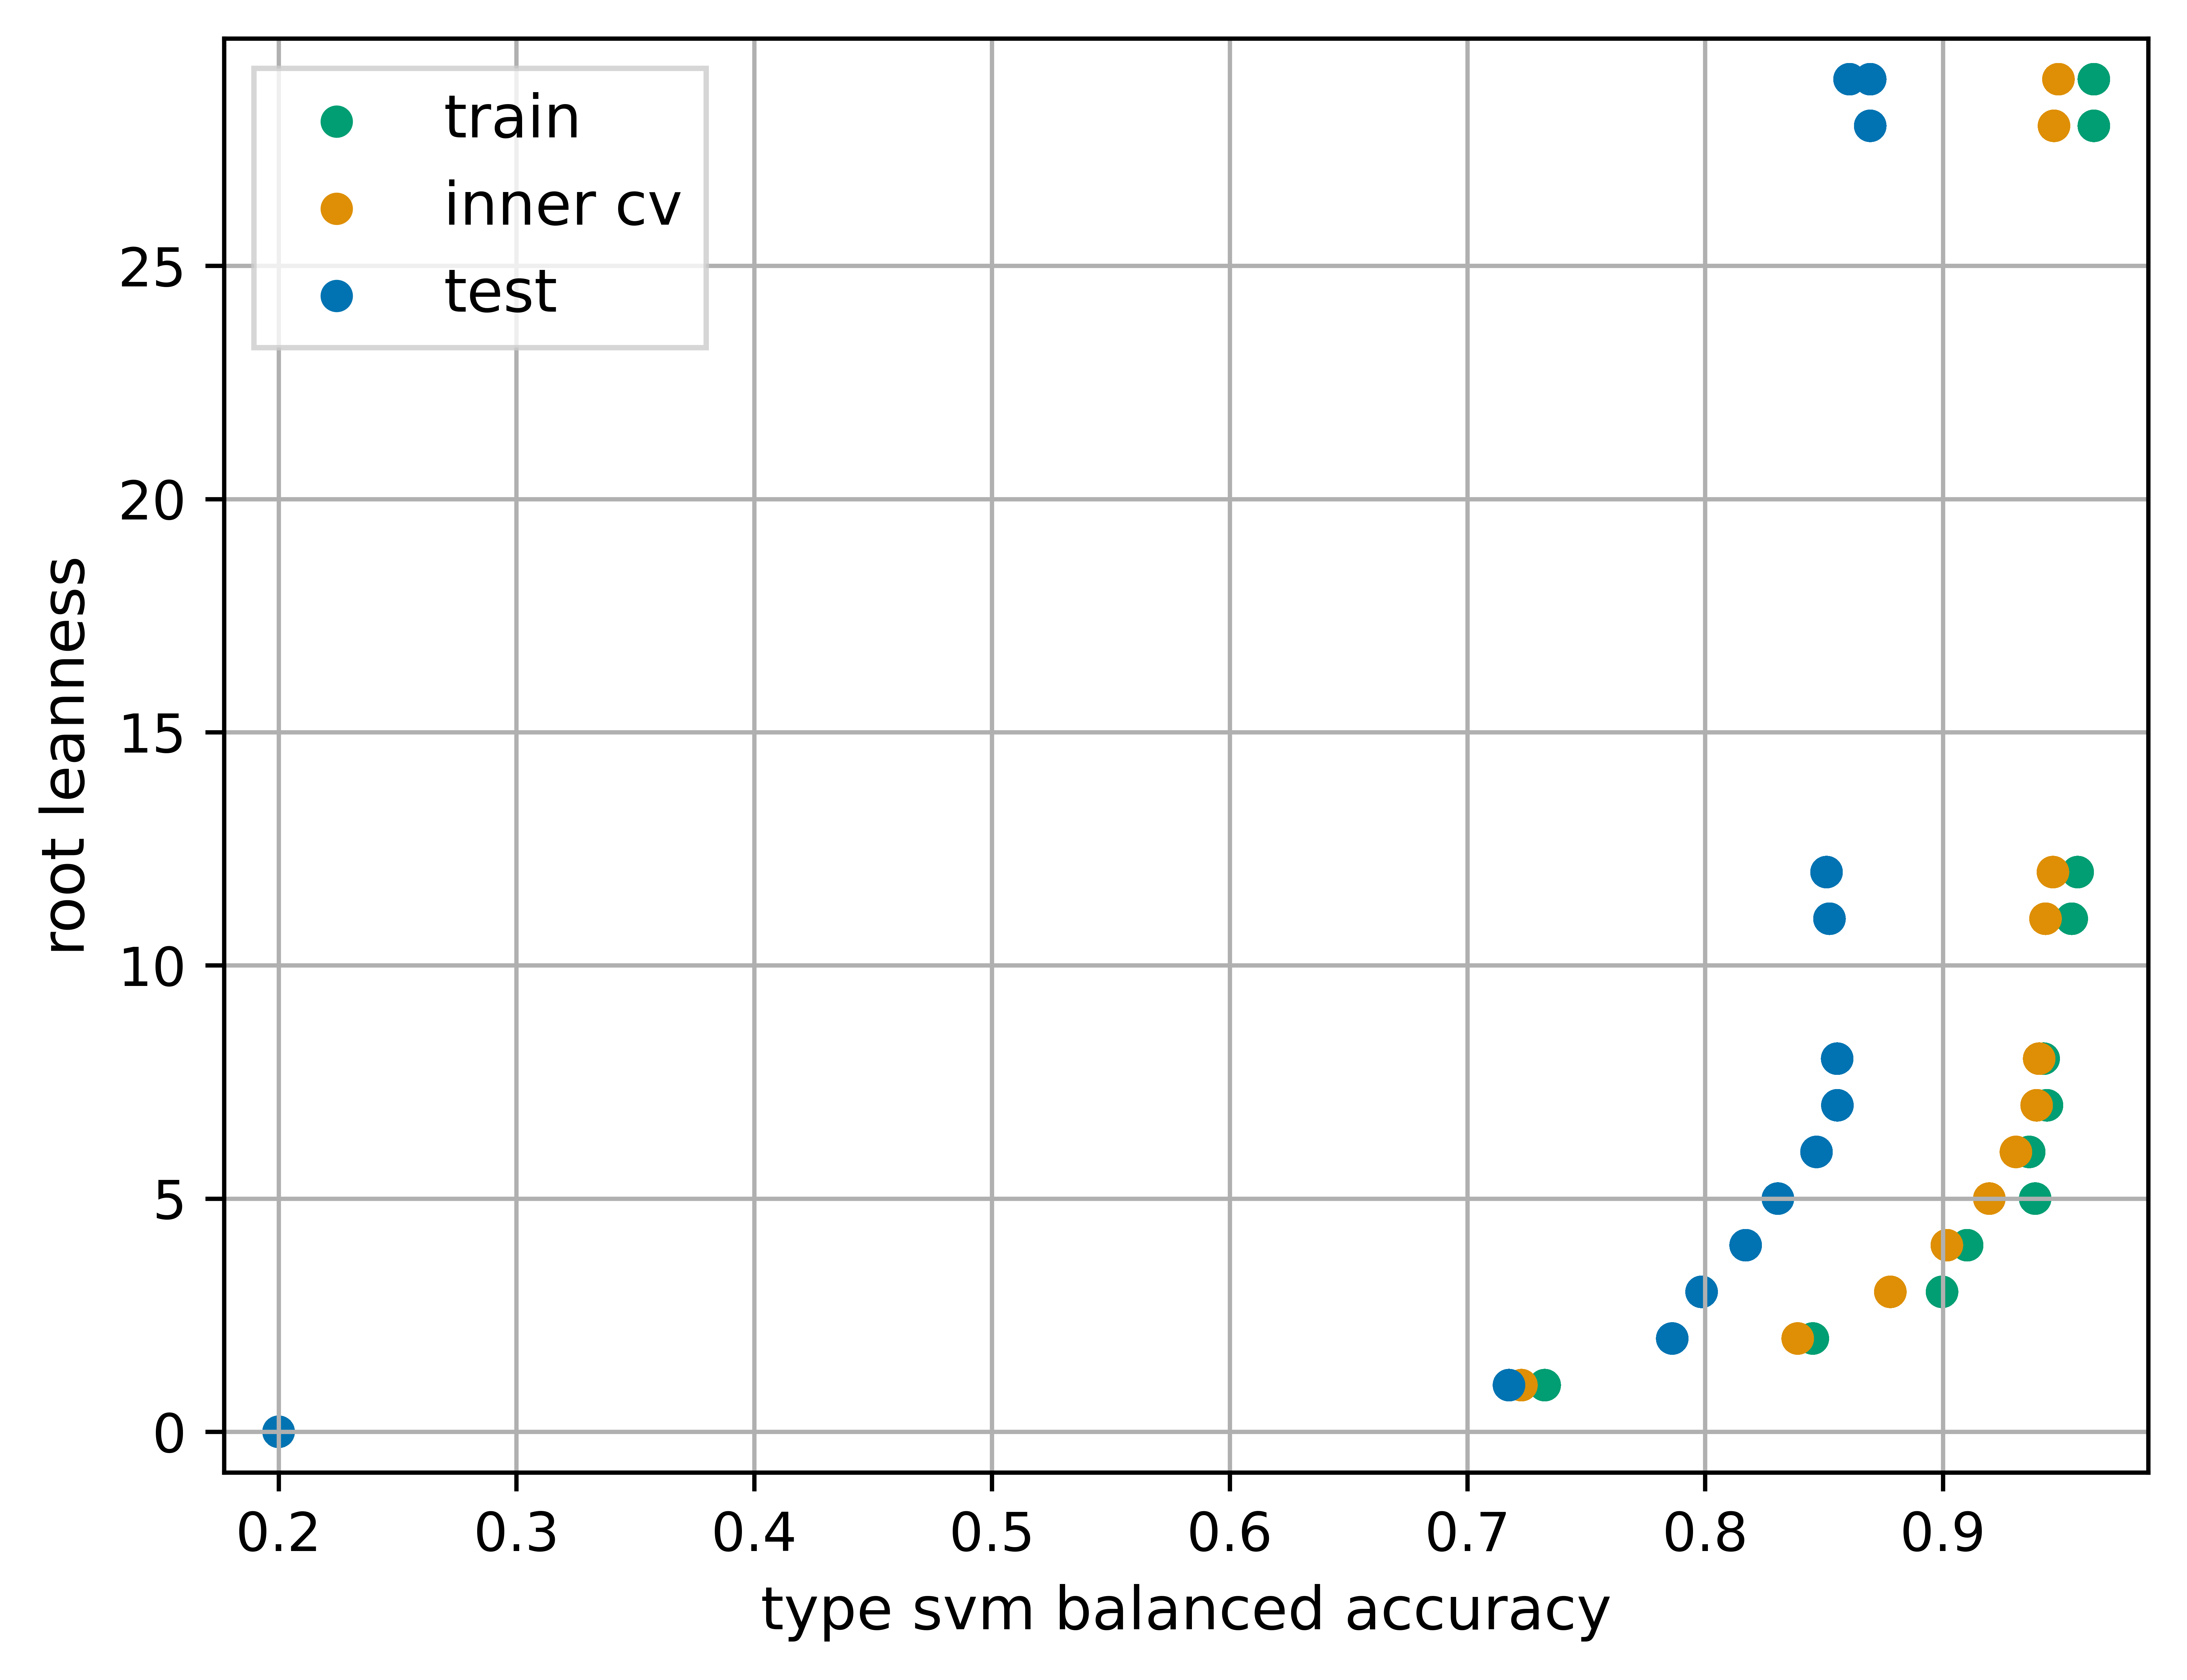 train
inner cv
test
25
20
15
10
5
0
root leanness
0.2 0.3 0.4 0.5 0.6 0.7 0.8 0.9
type svm balanced accuracy